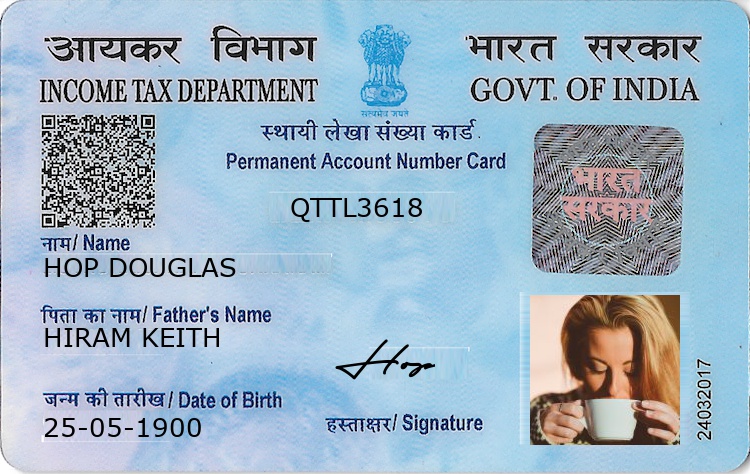 आयकर विभाग
INCOME TAX DEPARTMENT
सत्यमेव जयते
भारत सरकार
GOVT. OF INDIA
स्थायी लेखा संख्या कार्ड
Permanent Account Number Card
QTTL3618
भारत
सरकार
नाम/ Name
HOP DOUGLAS
पिता का नाम/ Father's Name
HIRAM KEITH
Hop
जन्म की तारीख/ Date of Birth
25-05-1900
हस्ताक्षर/ Signature
24032017